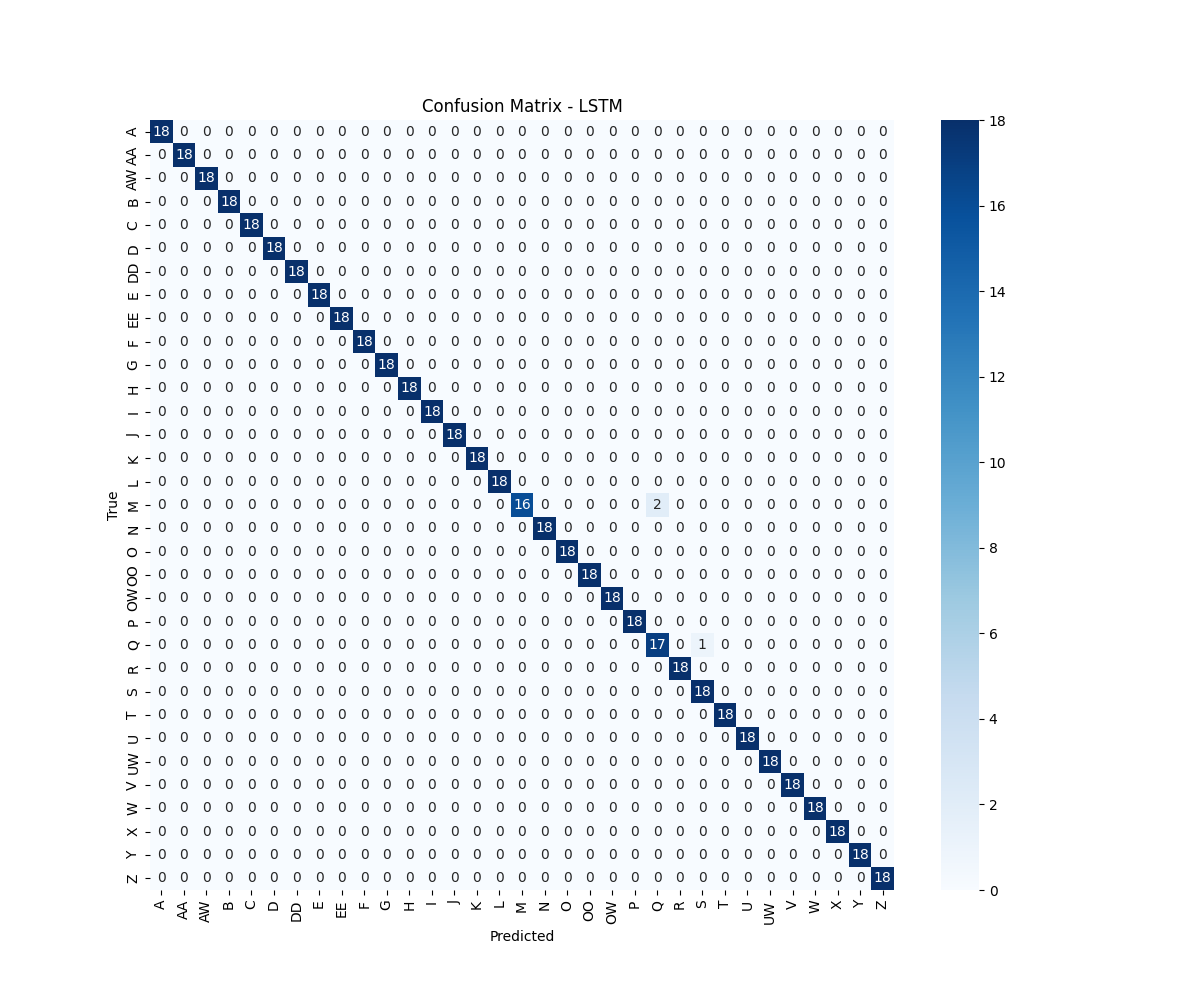 Confusion Matrix - LSTM
A 18 0 0 0 0 0 0 0 0 0 0 0 0 0 0 0 0 0 0 0 0 0 0 0 0 0 0 0 0 0 0 0 0
AA 0 18 0 0 0 0 0 0 0 0 0 0 0 0 0 0 0 0 0 0 0 0 0 0 0 0 0 0 0 0 0 0 0
AW 0 0 18 0 0 0 0 0 0 0 0 0 0 0 0 0 0 0 0 0 0 0 0 0 0 0 0 0 0 0 0 0 0
B 0 0 0 18 0 0 0 0 0 0 0 0 0 0 0 0 0 0 0 0 0 0 0 0 0 0 0 0 0 0 0 0 0
C 0 0 0 0 18 0 0 0 0 0 0 0 0 0 0 0 0 0 0 0 0 0 0 0 0 0 0 0 0 0 0 0 0
D 0 0 0 0 0 18 0 0 0 0 0 0 0 0 0 0 0 0 0 0 0 0 0 0 0 0 0 0 0 0 0 0 0
DD 0 0 0 0 0 0 18 0 0 0 0 0 0 0 0 0 0 0 0 0 0 0 0 0 0 0 0 0 0 0 0 0 0
E 0 0 0 0 0 0 0 18 0 0 0 0 0 0 0 0 0 0 0 0 0 0 0 0 0 0 0 0 0 0 0 0 0
EE 0 0 0 0 0 0 0 0 18 0 0 0 0 0 0 0 0 0 0 0 0 0 0 0 0 0 0 0 0 0 0 0 0
F 0 0 0 0 0 0 0 0 0 18 0 0 0 0 0 0 0 0 0 0 0 0 0 0 0 0 0 0 0 0 0 0 0
G 0 0 0 0 0 0 0 0 0 0 18 0 0 0 0 0 0 0 0 0 0 0 0 0 0 0 0 0 0 0 0 0 0
H 0 0 0 0 0 0 0 0 0 0 0 18 0 0 0 0 0 0 0 0 0 0 0 0 0 0 0 0 0 0 0 0 0
I 0 0 0 0 0 0 0 0 0 0 0 0 18 0 0 0 0 0 0 0 0 0 0 0 0 0 0 0 0 0 0 0 0
J 0 0 0 0 0 0 0 0 0 0 0 0 0 18 0 0 0 0 0 0 0 0 0 0 0 0 0 0 0 0 0 0 0
K 0 0 0 0 0 0 0 0 0 0 0 0 0 0 18 0 0 0 0 0 0 0 0 0 0 0 0 0 0 0 0 0 0
L 0 0 0 0 0 0 0 0 0 0 0 0 0 0 0 18 0 0 0 0 0 0 0 0 0 0 0 0 0 0 0 0 0
M 0 0 0 0 0 0 0 0 0 0 0 0 0 0 0 0 16 0 0 0 0 0 2 0 0 0 0 0 0 0 0 0 0
N 0 0 0 0 0 0 0 0 0 0 0 0 0 0 0 0 0 18 0 0 0 0 0 0 0 0 0 0 0 0 0 0 0
O 0 0 0 0 0 0 0 0 0 0 0 0 0 0 0 0 0 0 18 0 0 0 0 0 0 0 0 0 0 0 0 0 0
OO 0 0 0 0 0 0 0 0 0 0 0 0 0 0 0 0 0 0 0 18 0 0 0 0 0 0 0 0 0 0 0 0 0
OW 0 0 0 0 0 0 0 0 0 0 0 0 0 0 0 0 0 0 0 0 18 0 0 0 0 0 0 0 0 0 0 0 0
P 0 0 0 0 0 0 0 0 0 0 0 0 0 0 0 0 0 0 0 0 0 18 0 0 0 0 0 0 0 0 0 0 0
Q 0 0 0 0 0 0 0 0 0 0 0 0 0 0 0 0 0 0 0 0 0 0 17 0 1 0 0 0 0 0 0 0 0
R 0 0 0 0 0 0 0 0 0 0 0 0 0 0 0 0 0 0 0 0 0 0 0 18 0 0 0 0 0 0 0 0 0
S 0 0 0 0 0 0 0 0 0 0 0 0 0 0 0 0 0 0 0 0 0 0 0 0 18 0 0 0 0 0 0 0 0
T 0 0 0 0 0 0 0 0 0 0 0 0 0 0 0 0 0 0 0 0 0 0 0 0 0 18 0 0 0 0 0 0 0
U 0 0 0 0 0 0 0 0 0 0 0 0 0 0 0 0 0 0 0 0 0 0 0 0 0 0 18 0 0 0 0 0 0
UW 0 0 0 0 0 0 0 0 0 0 0 0 0 0 0 0 0 0 0 0 0 0 0 0 0 0 0 18 0 0 0 0 0
V 0 0 0 0 0 0 0 0 0 0 0 0 0 0 0 0 0 0 0 0 0 0 0 0 0 0 0 0 18 0 0 0 0
W 0 0 0 0 0 0 0 0 0 0 0 0 0 0 0 0 0 0 0 0 0 0 0 0 0 0 0 0 0 18 0 0 0
X 0 0 0 0 0 0 0 0 0 0 0 0 0 0 0 0 0 0 0 0 0 0 0 0 0 0 0 0 0 0 18 0 0
Y 0 0 0 0 0 0 0 0 0 0 0 0 0 0 0 0 0 0 0 0 0 0 0 0 0 0 0 0 0 0 0 18 0
Z 0 0 0 0 0 0 0 0 0 0 0 0 0 0 0 0 0 0 0 0 0 0 0 0 0 0 0 0 0 0 0 0 18
True
A AA AW B C D DD E EE F G H I J K L M N O OO OW P Q R S T U UW V W X Y Z
Predicted
18
16
14
12
10
8
6
4
2
0